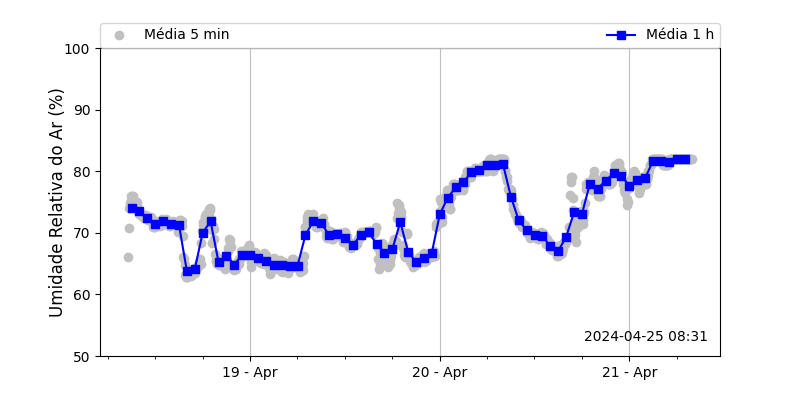 Média 5 min
Média 1 h
Umidade Relativa do Ar (%)
100
90
80
70
60
50
2024-04-25 08:31
19 - Apr
20 - Apr
21 - Apr